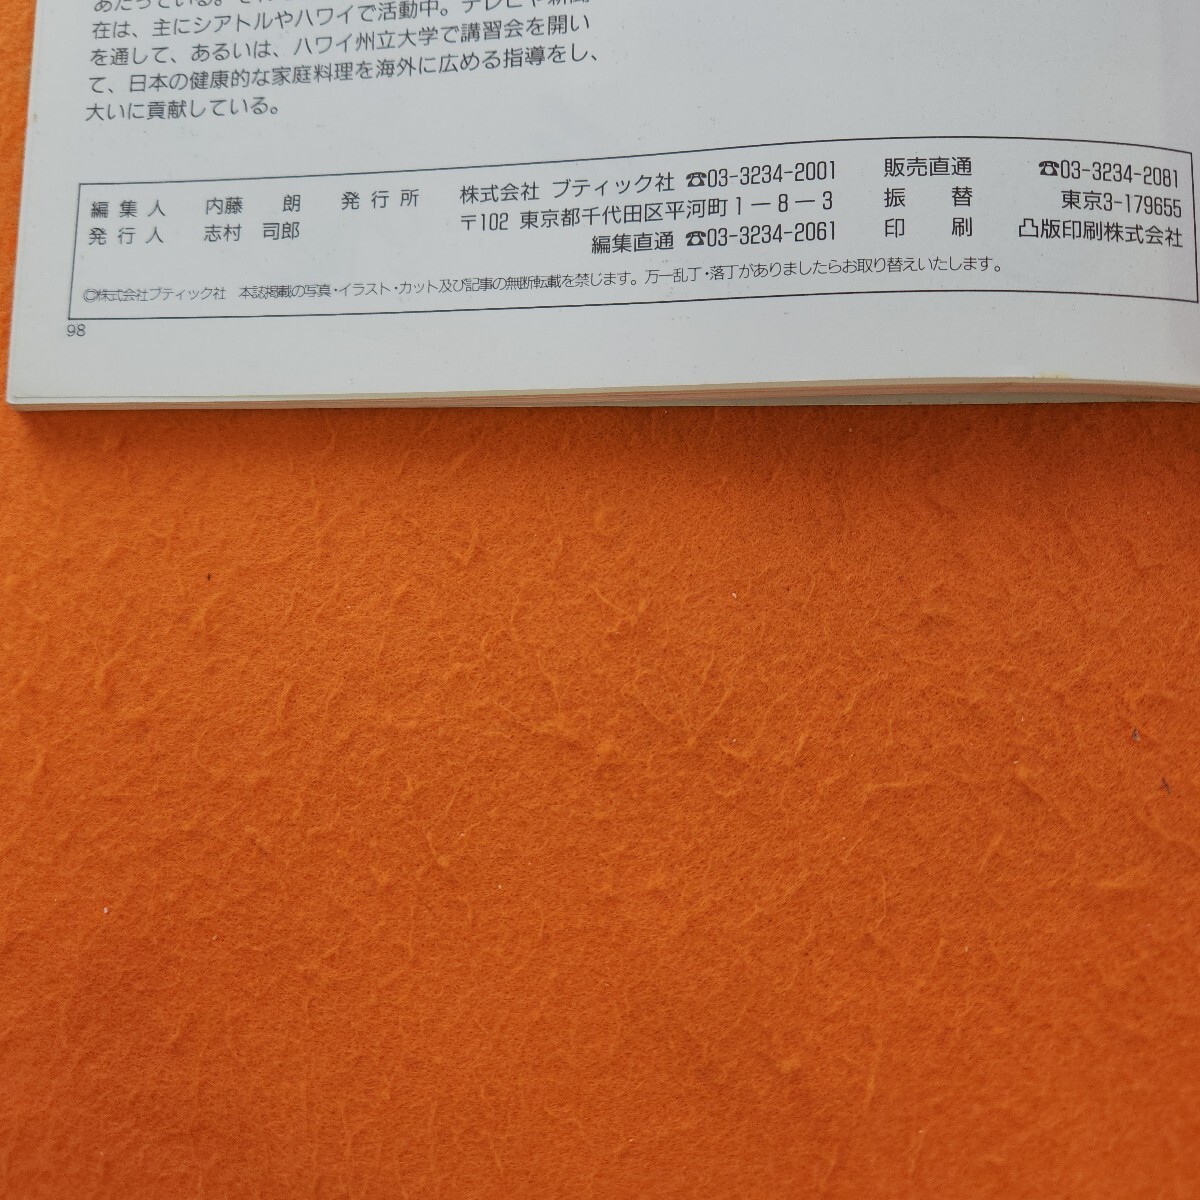 あたっている。
在は、主にシアトルやハワイで活動中。テレビや新聞
を通して、あるいは、ハワイ州立大学で講習会を開い
て、日本の健康的な家庭料理を海外に広める指導をし、
大いに貢献している。
編集人 内藤 朗 発行所 株式会社 ブティック社 ☎03-3234-2001 販売直通 ☎03-3234-2081
発行人 志村 司郎 〒102 東京都千代田区平河町1－8－3 振替 東京3-179655
編集直通 ☎03-3234-2061 印刷 凸版印刷株式会社
©株式会社ブティック社 本誌掲載の写真・イラスト・カット及び記事の無断転載を禁じます。万一乱丁・落丁がありましたらお取り替えいたします。
98